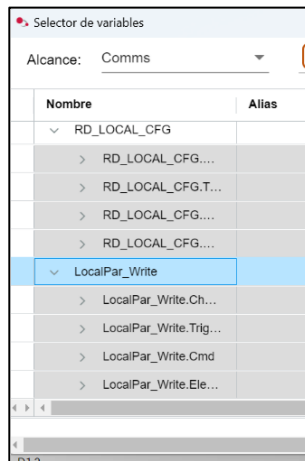 Selector de variables
Alcance: Comms
Nombre Alias
RD_LOCAL_CFG
RD_LOCAL_CFG....
RD_LOCAL_CFG.T...
RD_LOCAL_CFG....
RD_LOCAL_CFG....
LocalPar_Write
LocalPar_Write.Ch...
LocalPar_Write.Trig...
LocalPar_Write.Cmd
LocalPar_Write.Ele...